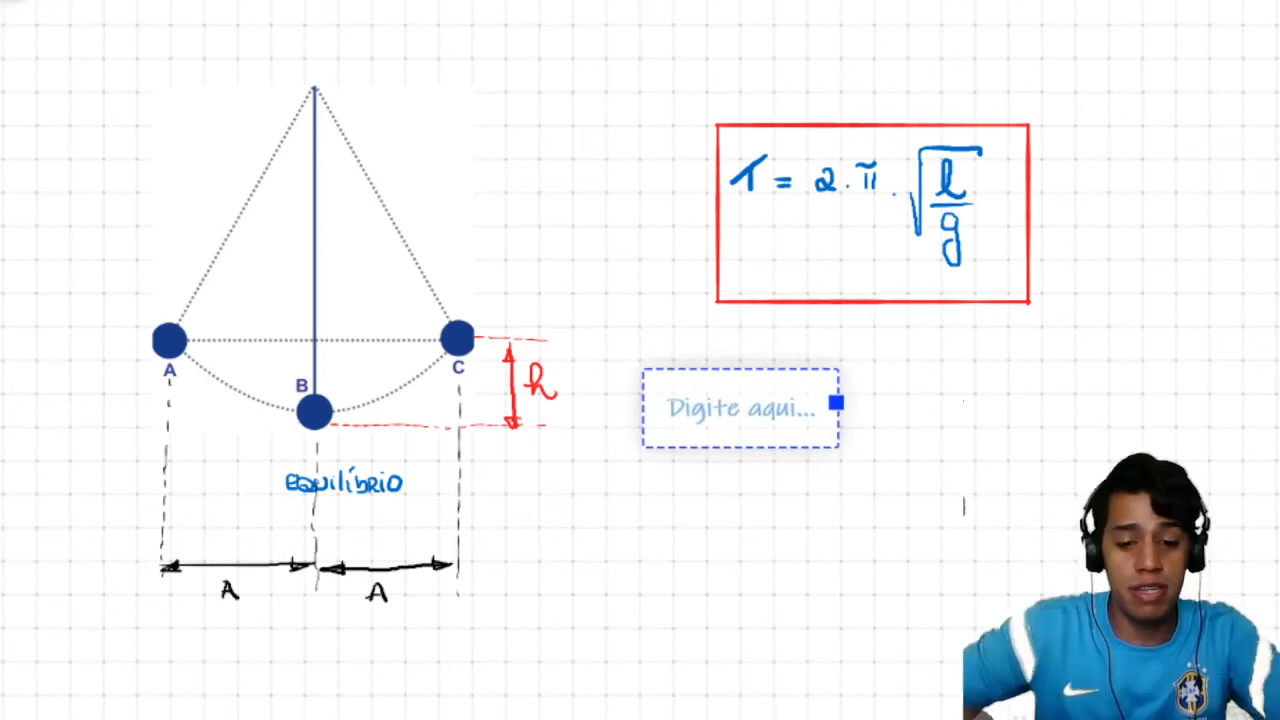 T = 2.π.√l/g
A
B
C
h
Digite aqui...
EQUILÍBRIO
A
A